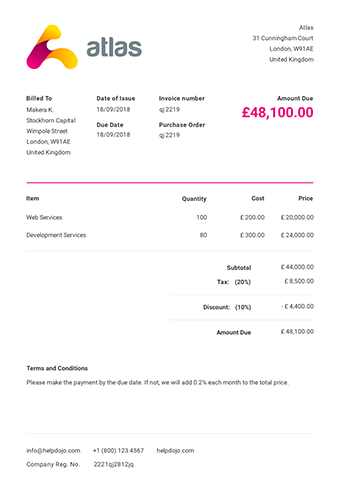 atlas
Atlas
31 Cunningham Court
London, W91AE
United Kingdom
Billed To
Makera K.
Stockhorn Capital
Wimpole Street
London, W91AE
United Kingdom
Date of Issue
18/09/2018
Due Date
18/09/2018
Invoice number
qj 2219
Purchase Order
qj 2219
Amount Due
£48,100.00
Item Quantity Cost Price
Web Services 100 £ 200.00 £ 20,000.00
Development Services 80 £ 300.00 £ 24,000.00
Subtotal £ 44,000.00
Tax: (20%) £ 8,500.00
Discount: (10%) - £ 4,400.00
Amount Due £ 48,100.00
Terms and Conditions
Please make the payment by the due date. If not, we will add 0.2% each month to the total price.
info@helpdojo.com +1 (800) 123 4567 helpdojo.com
Company Reg. No. 2221qj2812jq